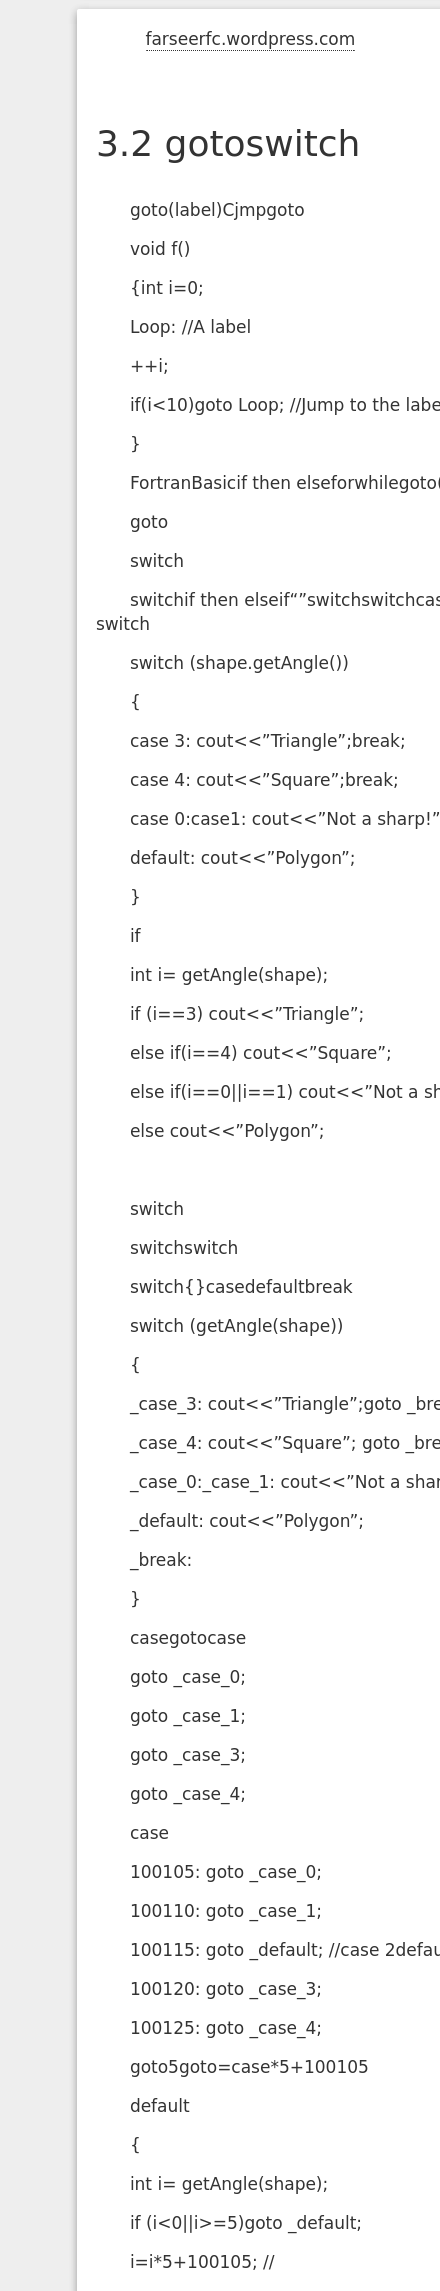 farseerfc.wordpress.com
3.2 gotoswitch
goto(label)Cjmpgoto
void f()
{int i=0;
Loop: //A label
++i;
if(i<10)goto Loop; //Jump to the labe
}
FortranBasicif then elseforwhilegoto(
goto
switch
switchif then elseif“”switchswitchcas
switch
switch (shape.getAngle())
{
case 3: cout<<”Triangle”;break;
case 4: cout<<”Square”;break;
case 0:case1: cout<<”Not a sharp!”
default: cout<<”Polygon”;
}
if
int i= getAngle(shape);
if (i==3) cout<<”Triangle”;
else if(i==4) cout<<”Square”;
else if(i==0||i==1) cout<<”Not a sh
else cout<<”Polygon”;
switch
switchswitch
switch{}casedefaultbreak
switch (getAngle(shape))
{
_case_3: cout<<”Triangle”;goto _bre
_case_4: cout<<”Square”; goto _bre
_case_0:_case_1: cout<<”Not a shar
_default: cout<<”Polygon”;
_break:
}
casegotocase
goto _case_0;
goto _case_1;
goto _case_3;
goto _case_4;
case
100105: goto _case_0;
100110: goto _case_1;
100115: goto _default; //case 2defau
100120: goto _case_3;
100125: goto _case_4;
goto5goto=case*5+100105
default
{
int i= getAngle(shape);
if (i<0||i>=5)goto _default;
i=i*5+100105; //